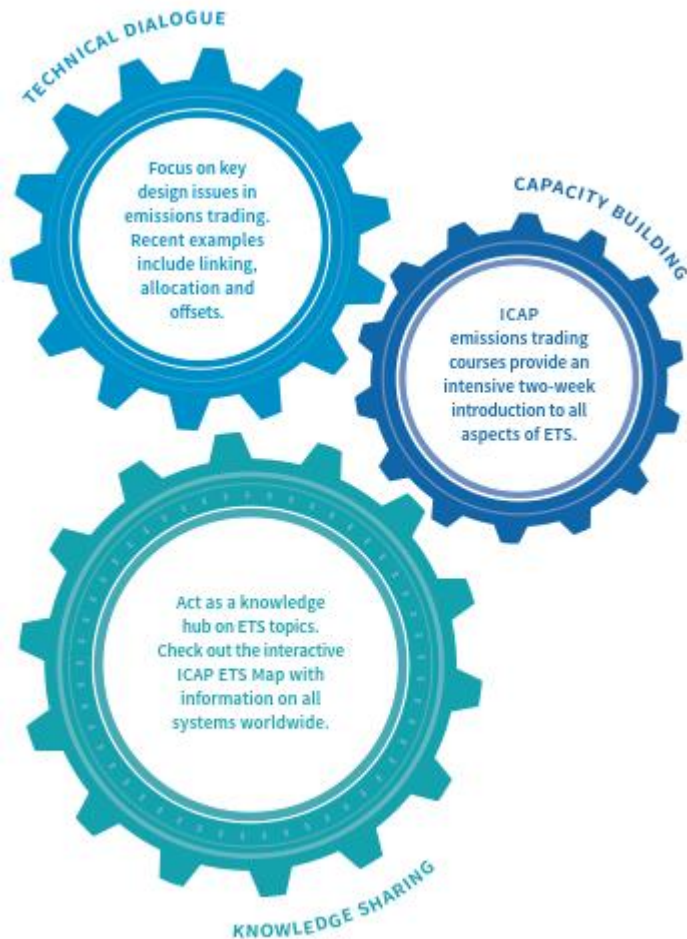 TECHNICAL DIALOGUE
Focus on key
design issues in
emissions trading.
Recent examples
include linking,
allocation and
offsets.
CAPACITY BUILDING
ICAP
emissions trading
courses provide an
intensive two-week
introduction to all
aspects of ETS.
Act as a knowledge
hub on ETS topics.
Check out the interactive
ICAP ETS Map with
information on all
systems worldwide.
KNOWLEDGE SHARING